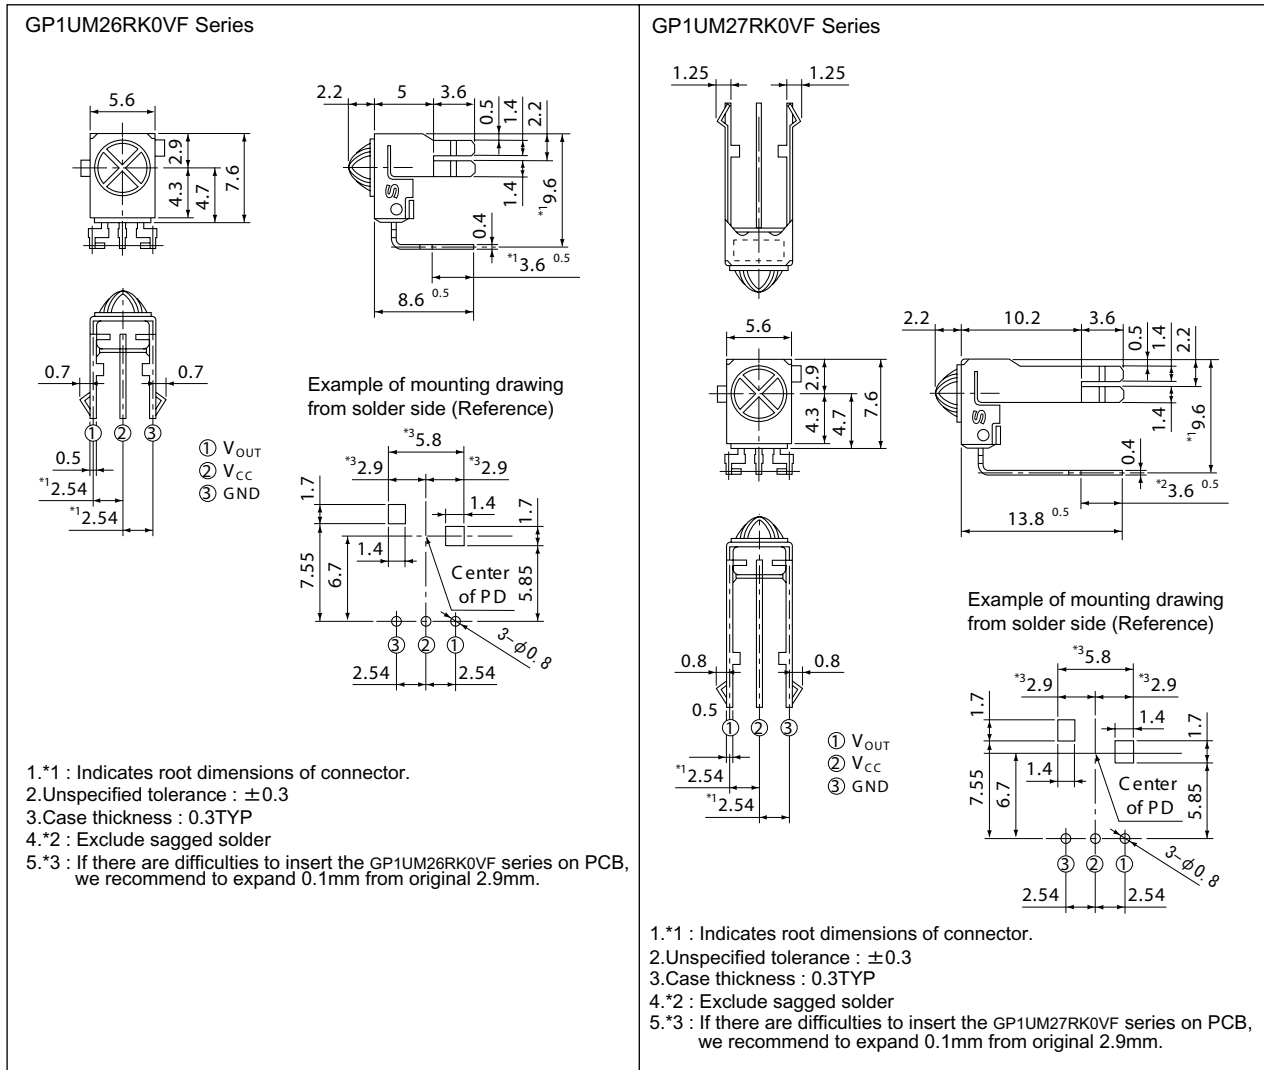 GP1UM26RK0VF Series
5.6
2.9
4.3
4.7
7.6
2.2
5
3.6
0.5
1.4
2.2
1.4
*19.6
0.4
*13.6 0.5
8.6 0.5
0.7
0.7
① ② ③
0.5
*12.54
*12.54
① VOUT
② VCC
③ GND
Example of mounting drawing
from solder side (Reference)
*35.8
*32.9
*32.9
1.7
1.4
1.7
1.4
7.55
6.7
5.85
Center
of PD
③ ② ①
3-φ0.8
2.54
2.54
1.*1 : Indicates root dimensions of connector.
2.Unspecified tolerance : ±0.3
3.Case thickness : 0.3TYP
4.*2 : Exclude sagged solder
5.*3 : If there are difficulties to insert the GP1UM26RK0VF series on PCB,
we recommend to expand 0.1mm from original 2.9mm.
GP1UM27RK0VF Series
1.25
1.25
5.6
2.9
4.3
4.7
7.6
2.2
10.2
3.6
0.5
1.4
2.2
1.4
*19.6
0.4
*23.6 0.5
13.8 0.5
0.8
0.8
0.5
① ② ③
*12.54
*12.54
① VOUT
② VCC
③ GND
Example of mounting drawing
from solder side (Reference)
*35.8
*32.9
*32.9
1.7
1.4
1.7
1.4
7.55
6.7
5.85
Center
of PD
③ ② ①
3-φ0.8
2.54
2.54
1.*1 : Indicates root dimensions of connector.
2.Unspecified tolerance : ±0.3
3.Case thickness : 0.3TYP
4.*2 : Exclude sagged solder
5.*3 : If there are difficulties to insert the GP1UM27RK0VF series on PCB,
we recommend to expand 0.1mm from original 2.9mm.